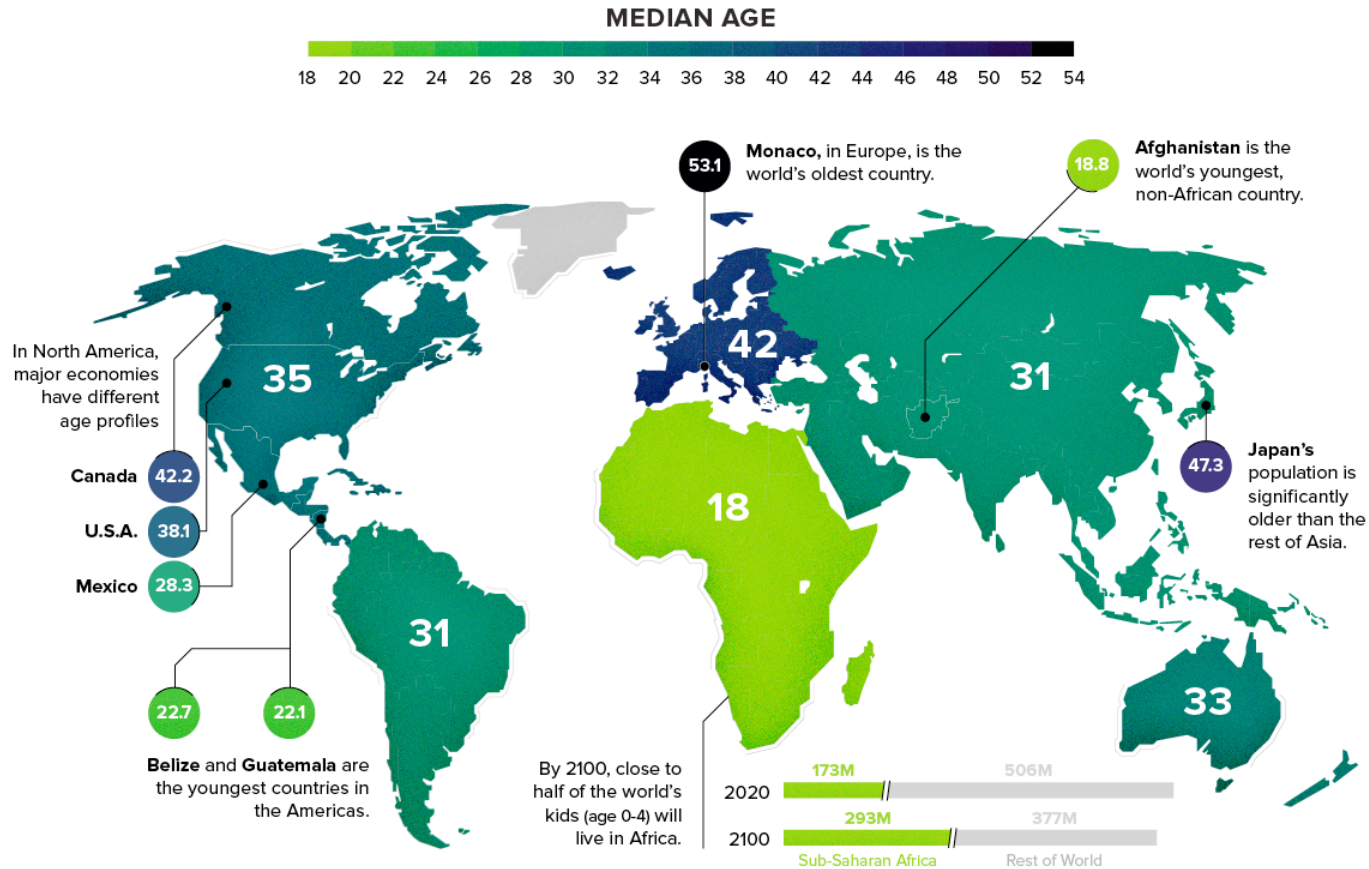 MEDIAN AGE
18 20 22 24 26 28 30 32 34 36 38 40 42 44 46 48 50 52 54
53.1
Monaco, in Europe, is the
world's oldest country.
18.8
Afghanistan is the
world's youngest,
non-African country.
In North America,
major economies
have different
age profiles
Canada 42.2
U.S.A. 38.1
Mexico 28.3
35
42
31
18
31
33
47.3
Japan's
population is
significantly
older than the
rest of Asia.
22.7
22.1
Belize and Guatemala are
the youngest countries in
the Americas.
By 2100, close to
half of the world's
kids (age 0-4) will
live in Africa.
173M 506M
2020
293M 377M
2100
Sub-Saharan Africa Rest of World